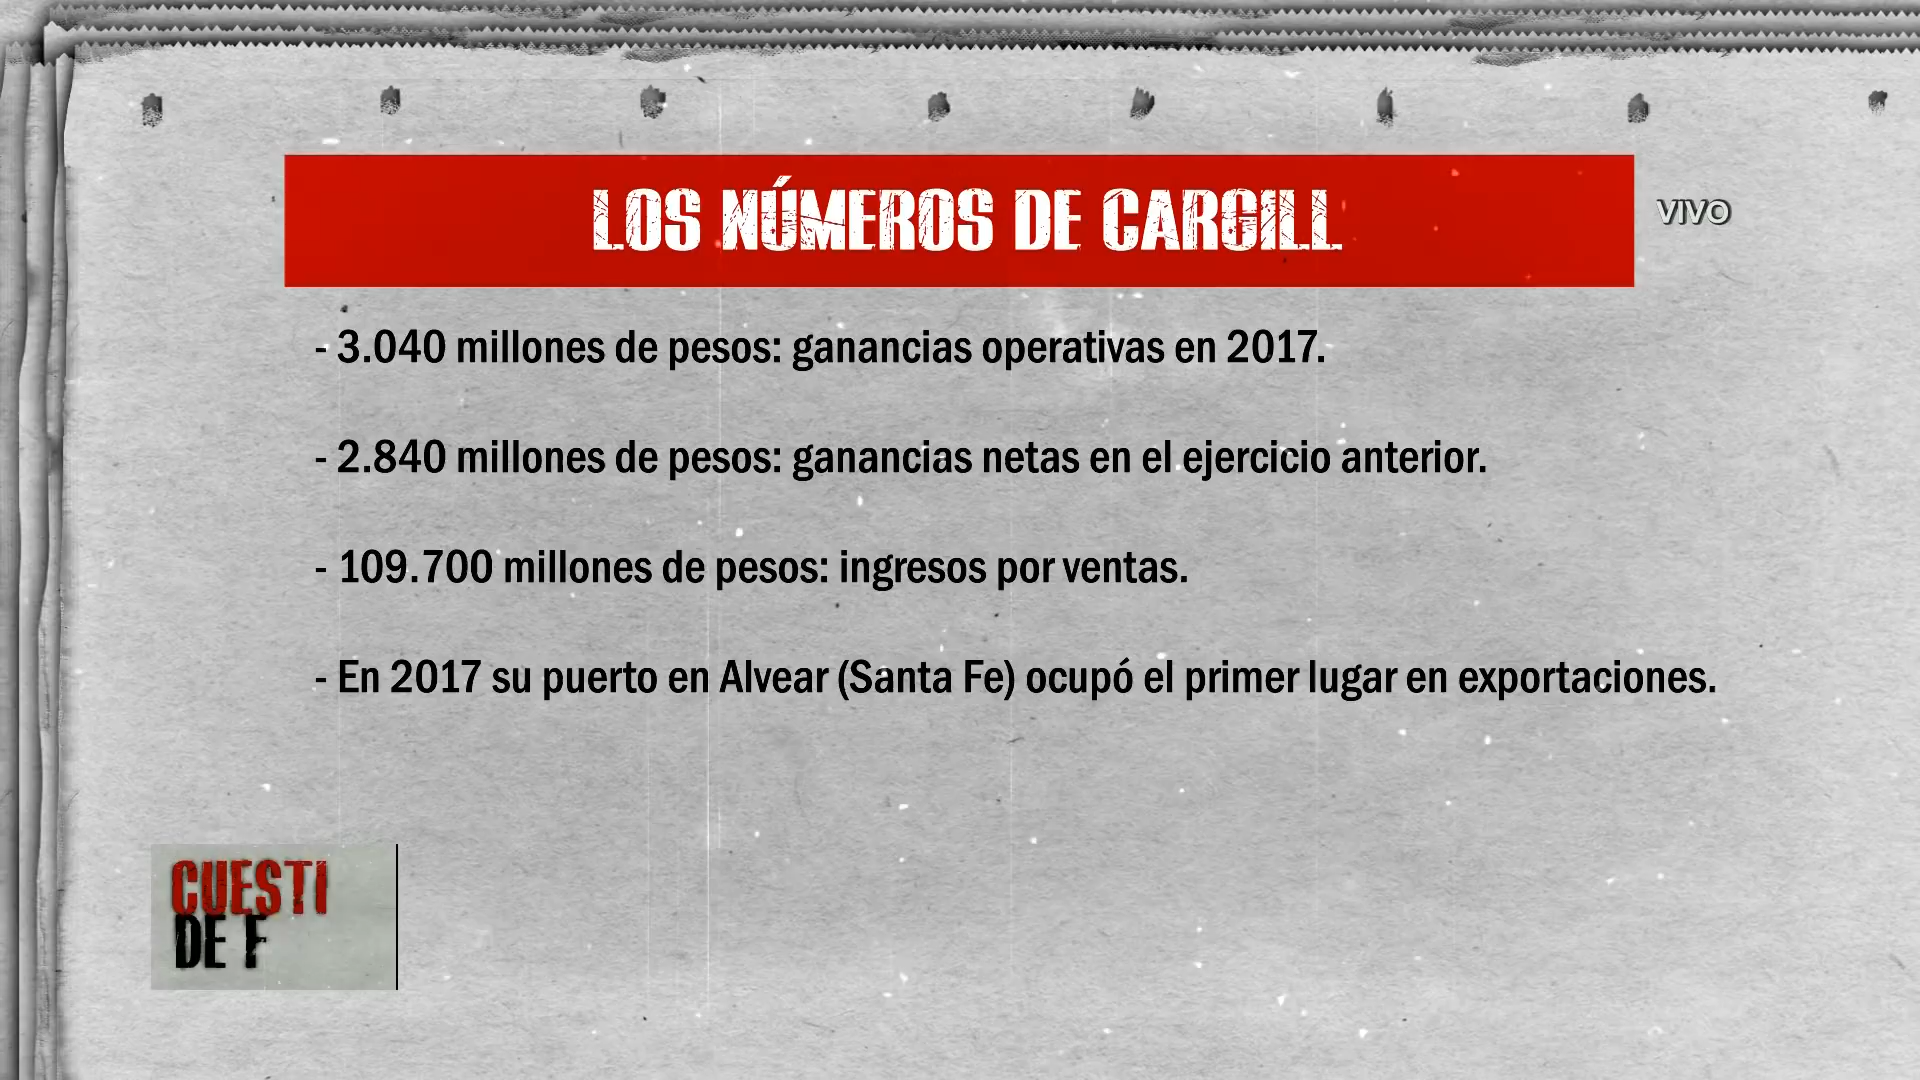 LOS NÚMEROS DE CARGILL
VIVO
- 3.040 millones de pesos: ganancias operativas en 2017.
- 2.840 millones de pesos: ganancias netas en el ejercicio anterior.
- 109.700 millones de pesos: ingresos por ventas.
- En 2017 su puerto en Alvear (Santa Fe) ocupó el primer lugar en exportaciones.
CUESTI
DE F